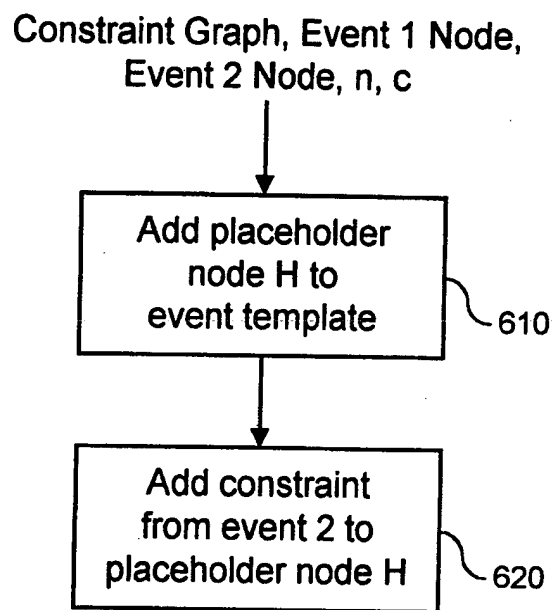 Constraint Graph, Event 1 Node,
Event 2 Node, n, c
Add placeholder
node H to
event template
610
Add constraint
from event 2 to
placeholder node H
620